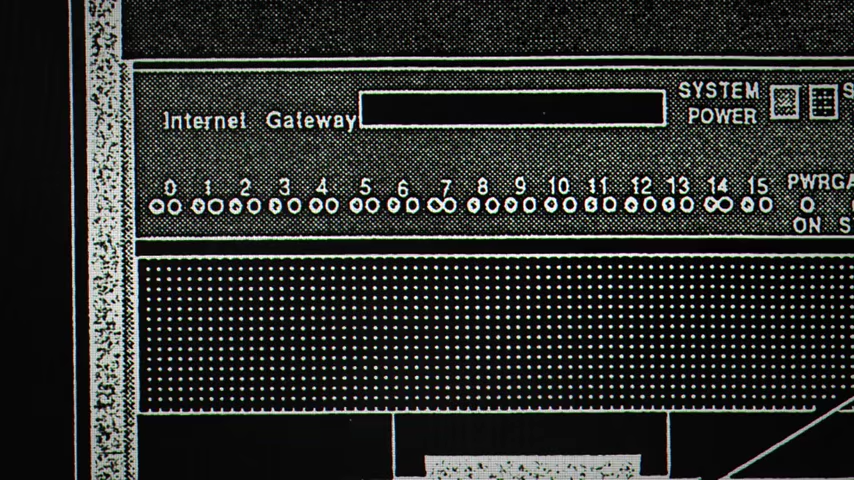 Internet Gateway
SYSTEM
POWER
0 1 2 3 4 5 6 7 8 9 10 11 12 13 14 15
PWR
ON